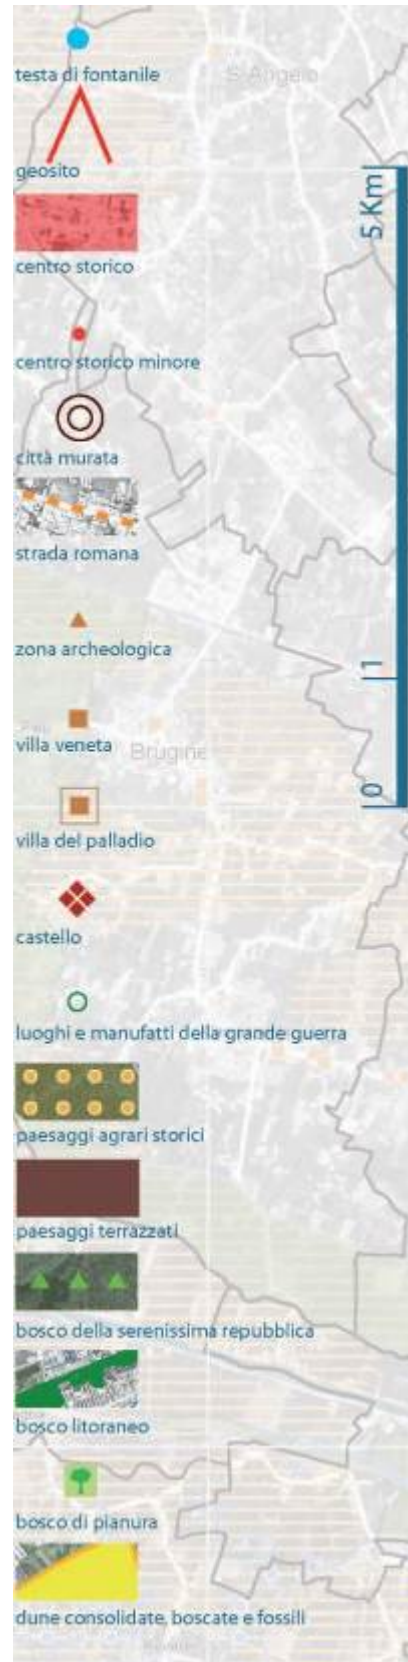 testa di fontanile
S. Angelo
geosito
5 Km
centro storico
centro storico minore
città murata
strada romana
zona archeologica
1
villa veneta
Brugine
0
villa del palladio
castello
luoghi e manufatti della grande guerra
paesaggi agrari storici
paesaggi terrazzati
bosco della serenissima repubblica
bosco litoraneo
bosco di pianura
dune consolidate, boscate e fossili